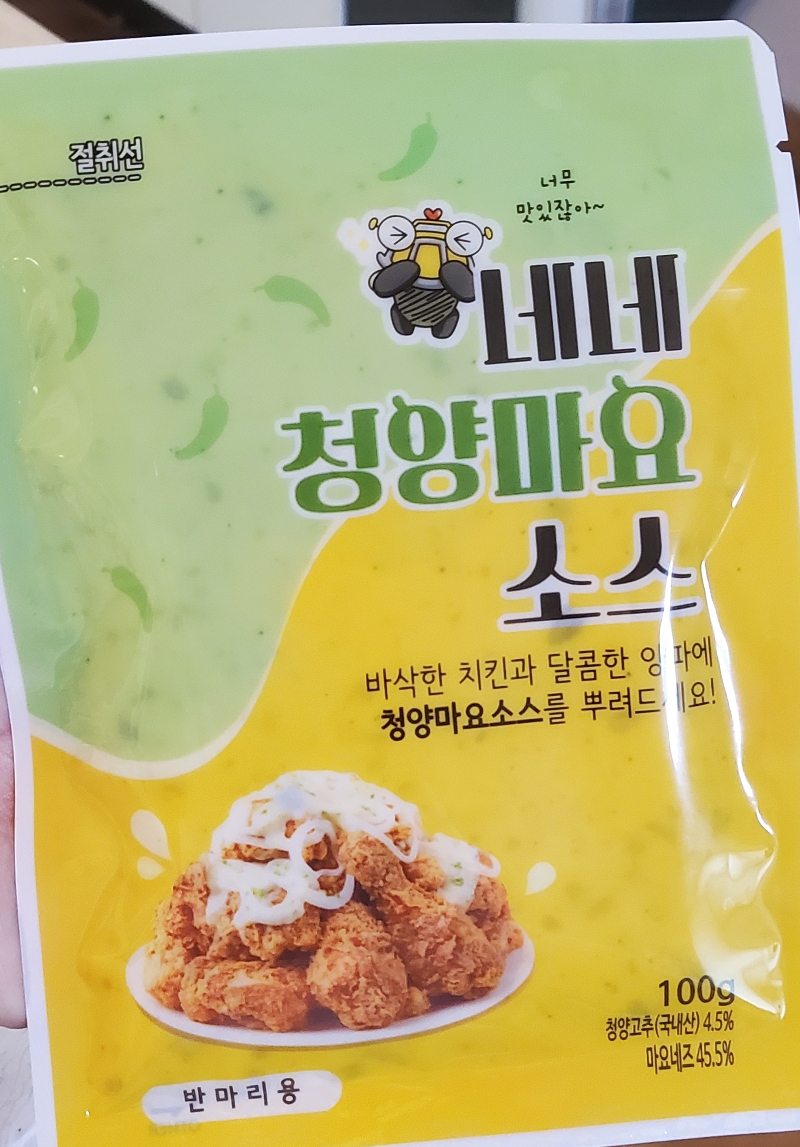 절취선
너무
맛있잖아~
네네
청양마요
소스
바삭한 치킨과 달콤한 양파에
청양마요소스를 뿌려드세요!
100g
청양고추(국내산) 4.5%
마요네즈 45.5%
반마리용